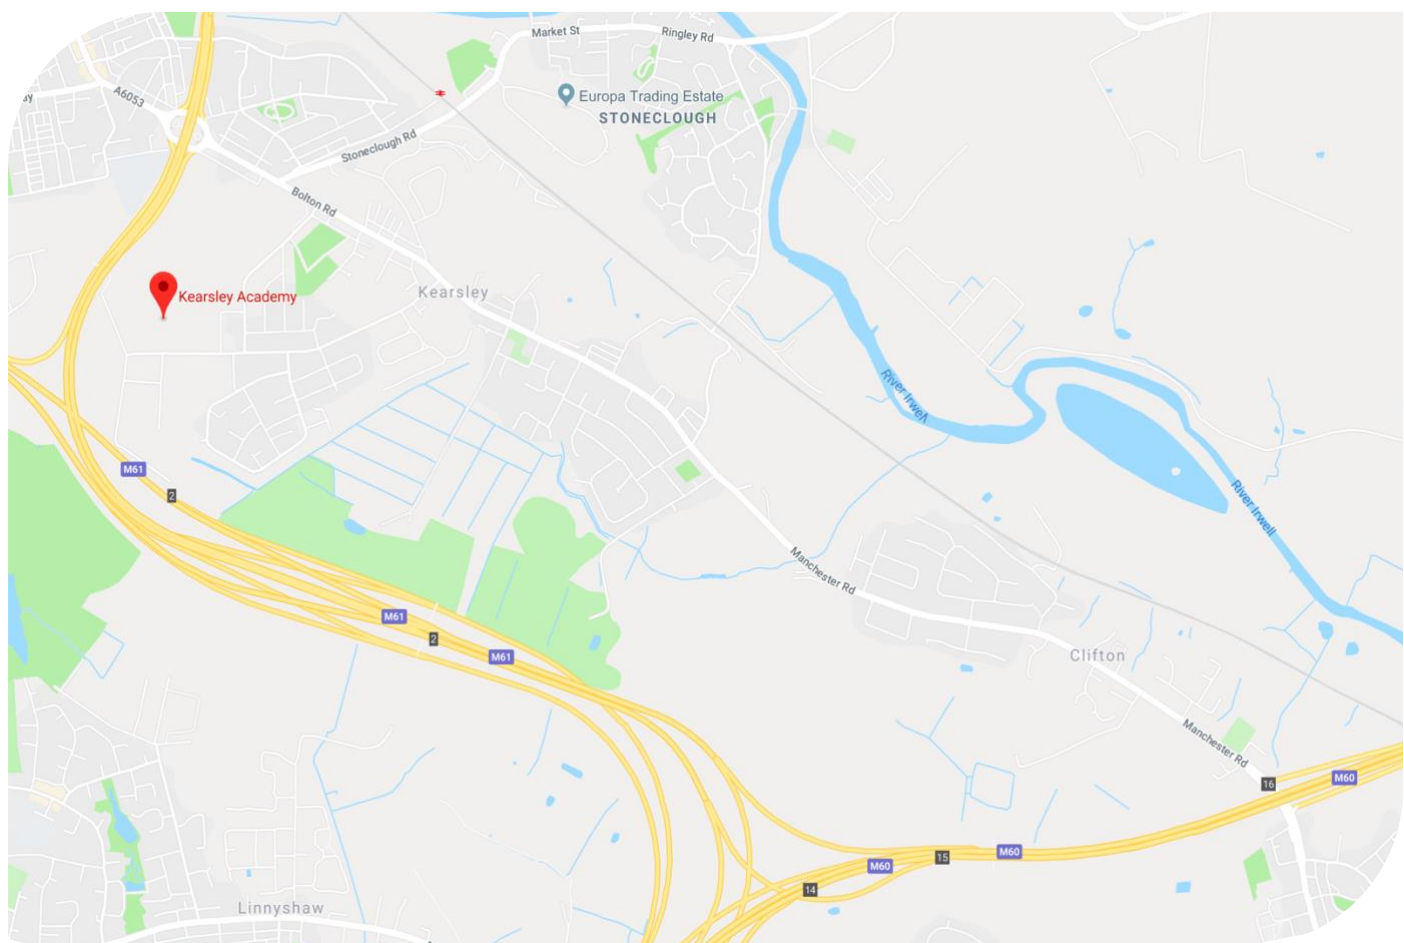 Market St
Ringley Rd
A6053
Europa Trading Estate
STONECLOUGH
Stoneclough Rd
Bolton Rd
Kearsley Academy
Kearsley
River Irwell
M61
2
River Irwell
Manchester Rd
M61
2
M61
Clifton
Manchester Rd
16
M60
M60
15
M60
14
Linnyshaw